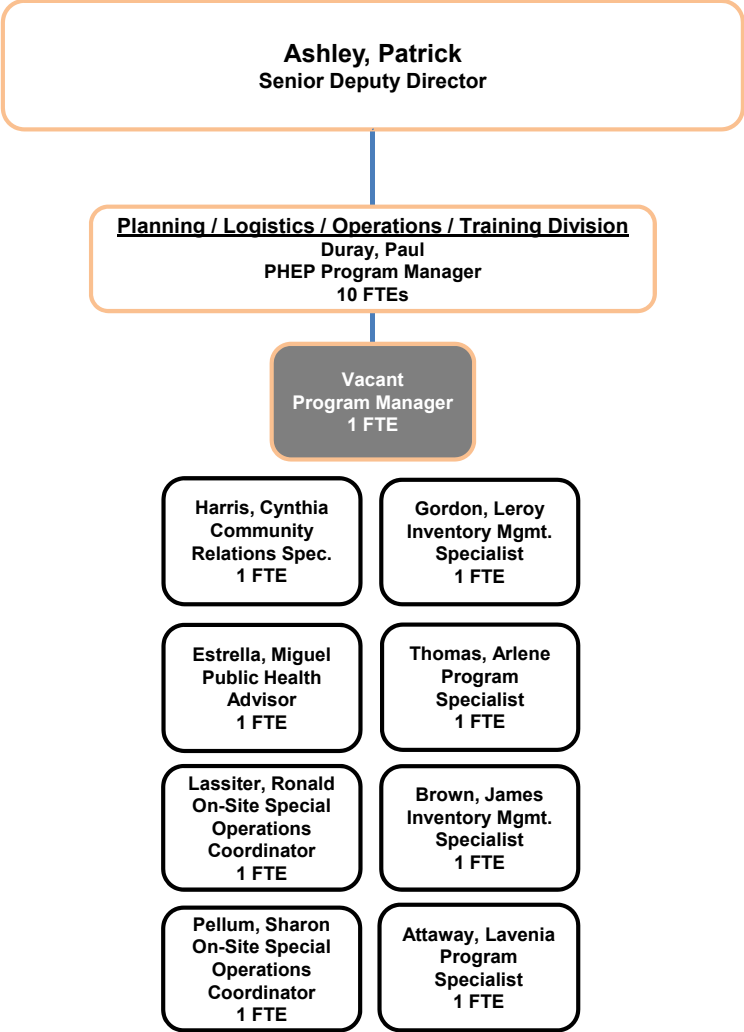 Ashley, Patrick
Senior Deputy Director
Planning / Logistics / Operations / Training Division
Duray, Paul
PHEP Program Manager
10 FTEs
Vacant
Program Manager
1 FTE
Harris, Cynthia
Community
Relations Spec.
1 FTE
Gordon, Leroy
Inventory Mgmt.
Specialist
1 FTE
Estrella, Miguel
Public Health
Advisor
1 FTE
Thomas, Arlene
Program
Specialist
1 FTE
Lassiter, Ronald
On-Site Special
Operations
Coordinator
1 FTE
Brown, James
Inventory Mgmt.
Specialist
1 FTE
Pellum, Sharon
On-Site Special
Operations
Coordinator
1 FTE
Attaway, Lavenia
Program
Specialist
1 FTE